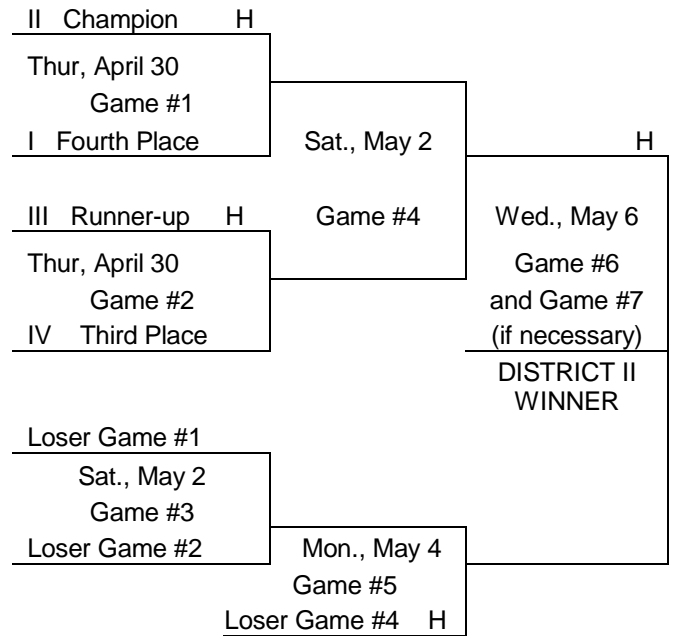 II Champion H
Thur, April 30
Game #1
I Fourth Place
Sat., May 2
H
III Runner-up H
Game #4
Wed., May 6
Thur, April 30
Game #6
Game #2
and Game #7
IV Third Place
(if necessary)
DISTRICT II
WINNER
Loser Game #1
Sat., May 2
Game #3
Loser Game #2
Mon., May 4
Game #5
Loser Game #4 H